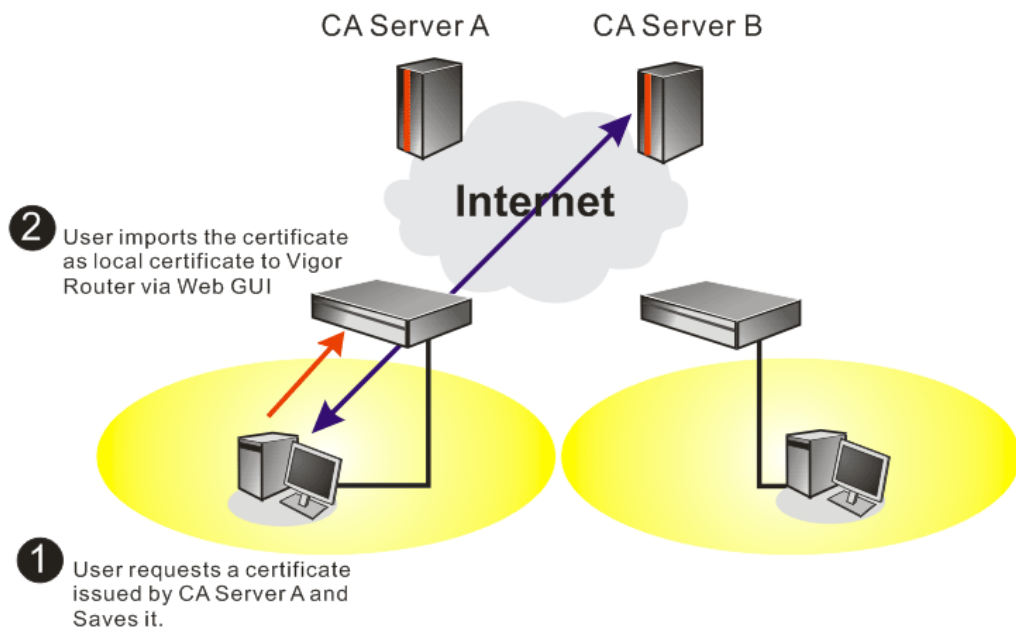 CA Server A
CA Server B
Internet
2
User imports the certificate
as local certificate to Vigor
Router via Web GUI
1
User requests a certificate
issued by CA Server A and
Saves it.